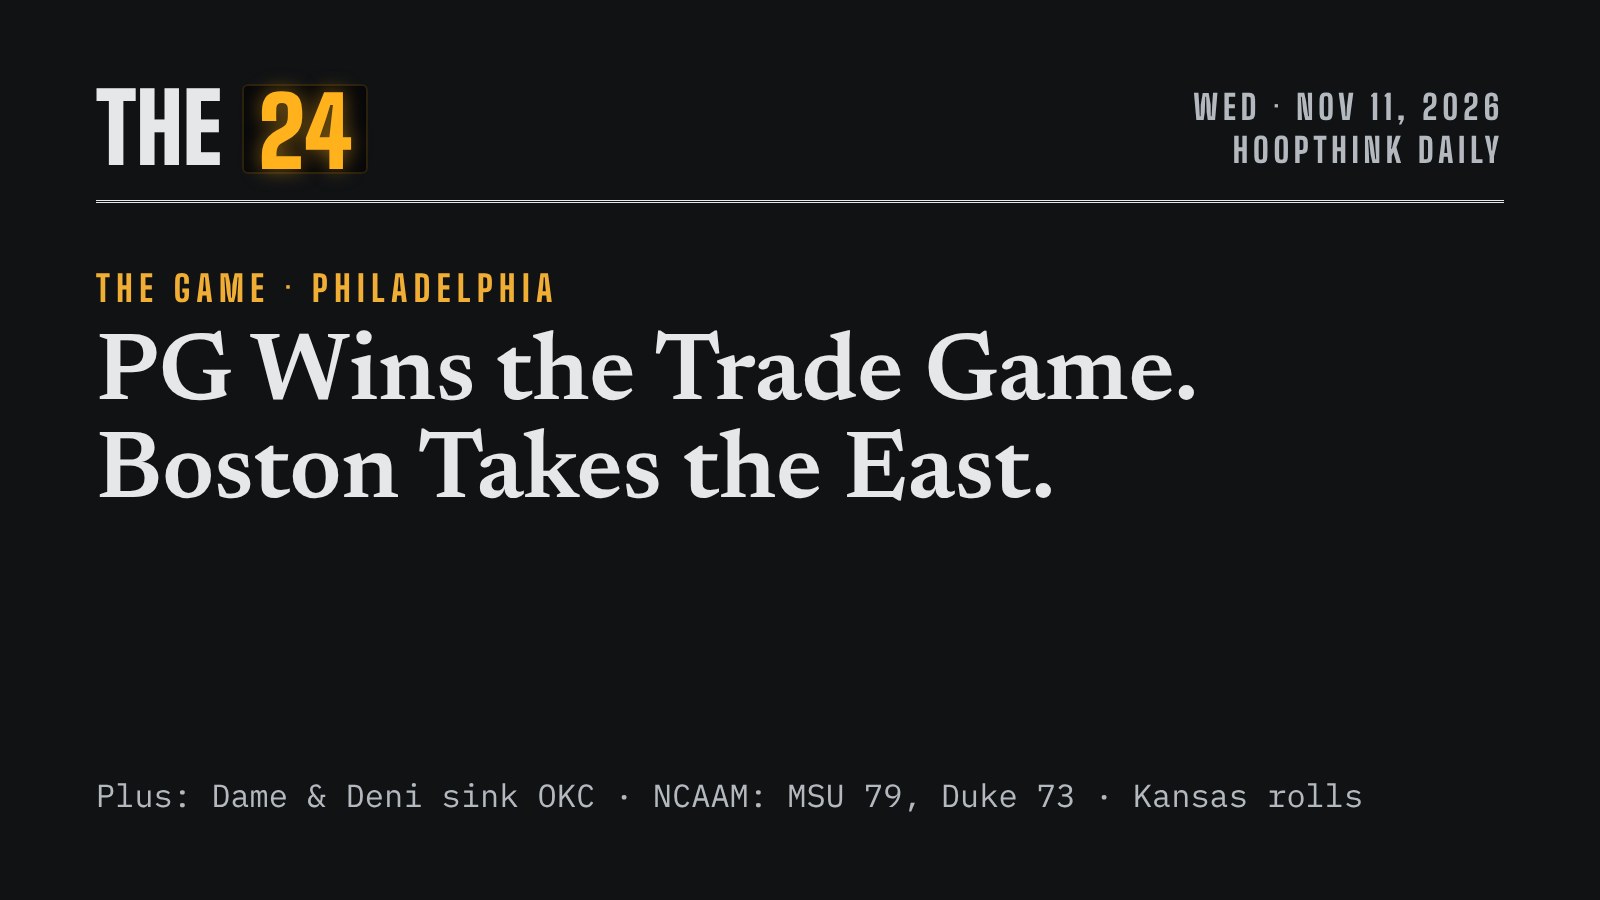 THE 24
WED · NOV 11, 2026
HOOPTHINK DAILY
THE GAME · PHILADELPHIA
PG Wins the Trade Game.
Boston Takes the East.
Plus: Dame & Deni sink OKC · NCAAM: MSU 79, Duke 73 · Kansas rolls